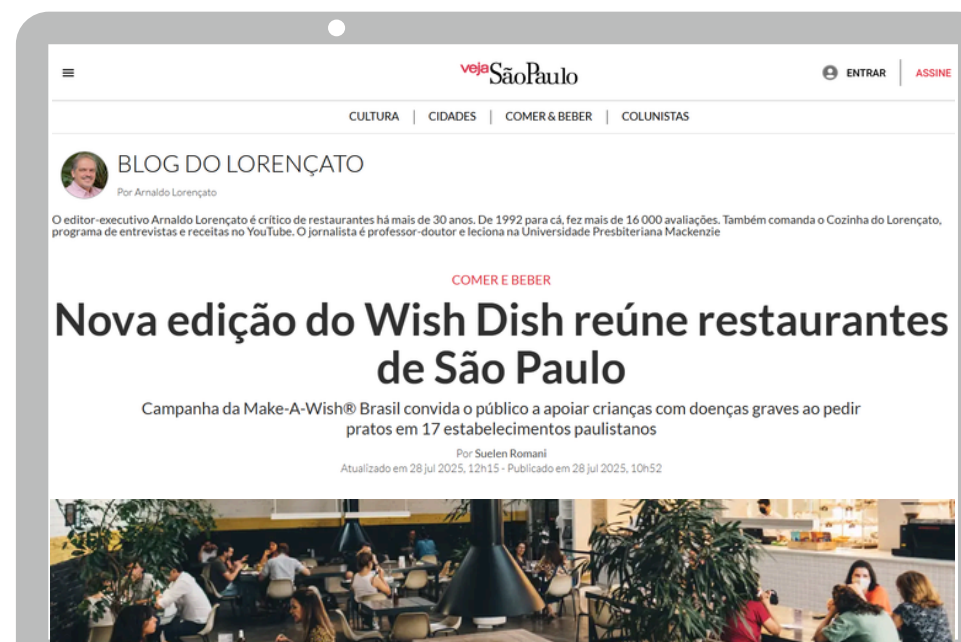 vejaSãoPaulo
ENTRAR
ASSINE
CULTURA | CIDADES | COMER & BEBER | COLUNISTAS
BLOG DO LORENÇATO
Por Arnaldo Lorençato
O editor-executivo Arnaldo Lorençato é crítico de restaurantes há mais de 30 anos. De 1992 para cá, fez mais de 16 000 avaliações. Também comanda o Cozinha do Lorençato,
programa de entrevistas e receitas no YouTube. O jornalista é professor-doutor e leciona na Universidade Presbiteriana Mackenzie
COMER E BEBER
Nova edição do Wish Dish reúne restaurantes
de São Paulo
Campanha da Make-A-Wish® Brasil convida o público a apoiar crianças com doenças graves ao pedir
pratos em 17 estabelecimentos paulistanos
Por Suelen Romani
Atualizado em 28 jul 2025, 12h15 - Publicado em 28 jul 2025, 10h52